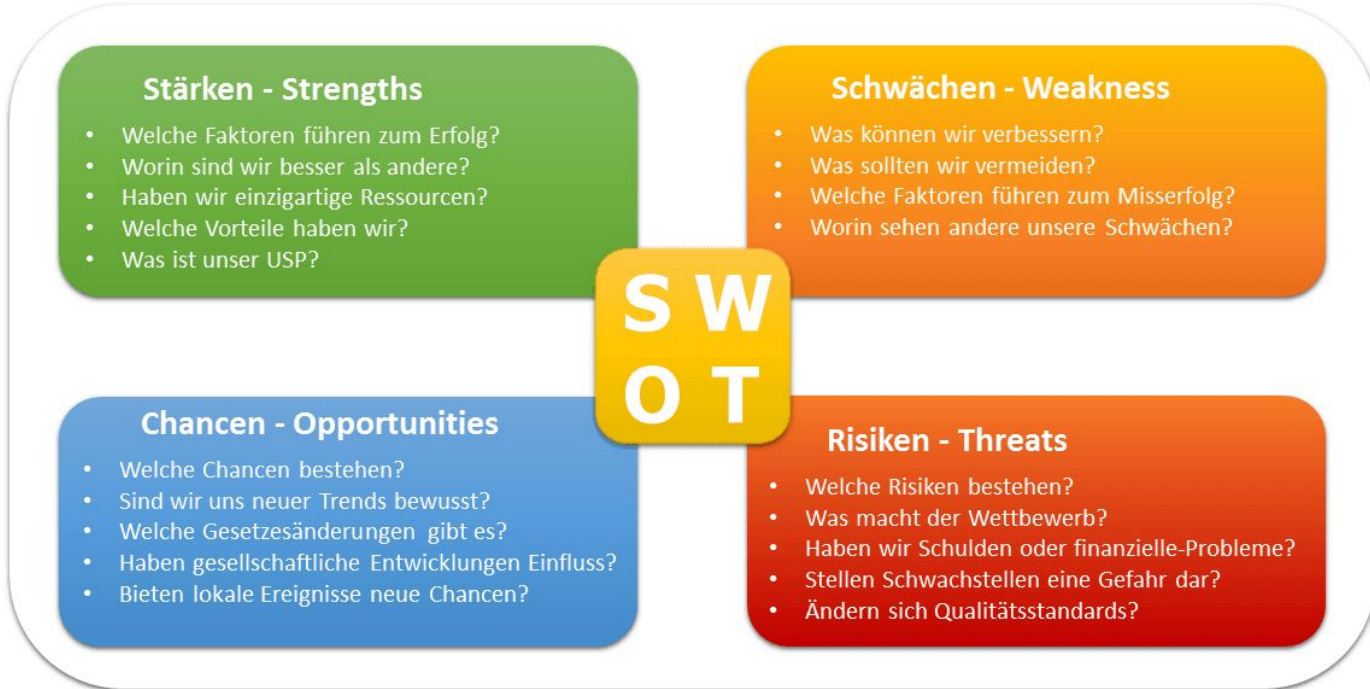 Stärken - Strengths
• Welche Faktoren führen zum Erfolg?
• Worin sind wir besser als andere?
• Haben wir einzigartige Ressourcen?
• Welche Vorteile haben wir?
• Was ist unser USP?
Schwächen - Weakness
• Was können wir verbessern?
• Was sollten wir vermeiden?
• Welche Faktoren führen zum Misserfolg?
• Worin sehen andere unsere Schwächen?
S W
O T
Chancen - Opportunities
• Welche Chancen bestehen?
• Sind wir uns neuer Trends bewusst?
• Welche Gesetzesänderungen gibt es?
• Haben gesellschaftliche Entwicklungen Einfluss?
• Bieten lokale Ereignisse neue Chancen?
Risiken - Threats
• Welche Risiken bestehen?
• Was macht der Wettbewerb?
• Haben wir Schulden oder finanzielle-Probleme?
• Stellen Schwachstellen eine Gefahr dar?
• Ändern sich Qualitätsstandards?